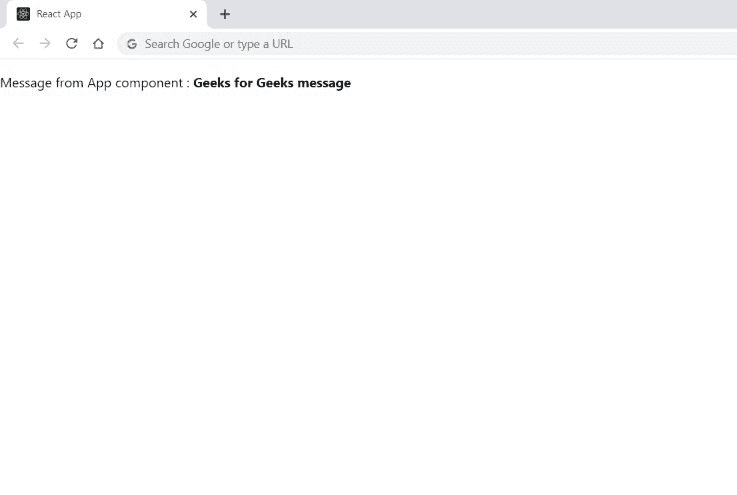 React App
Search Google or type a URL
Message from App component : Geeks for Geeks message